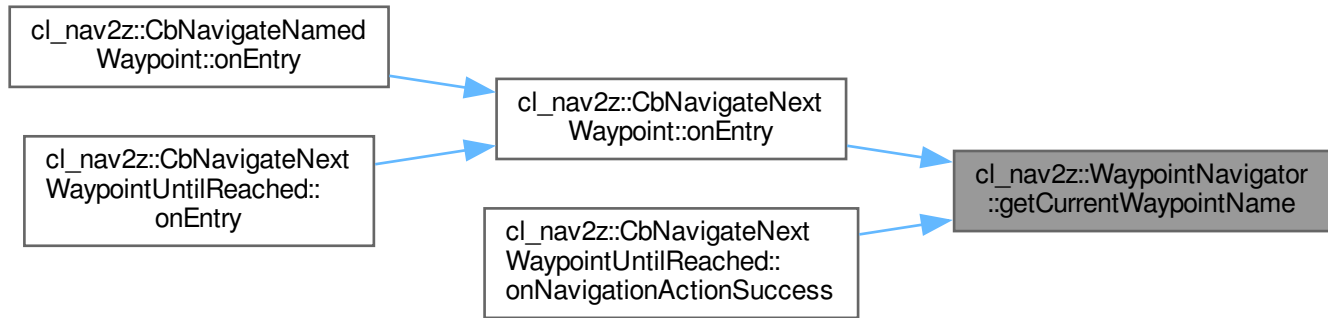 cl_nav2z::CbNavigateNamed
Waypoint::onEntry
cl_nav2z::CbNavigateNext
WaypointUntilReached::
onEntry
cl_nav2z::CbNavigateNext
Waypoint::onEntry
cl_nav2z::CbNavigateNext
WaypointUntilReached::
onNavigationActionSuccess
cl_nav2z::WaypointNavigator
::getCurrentWaypointName